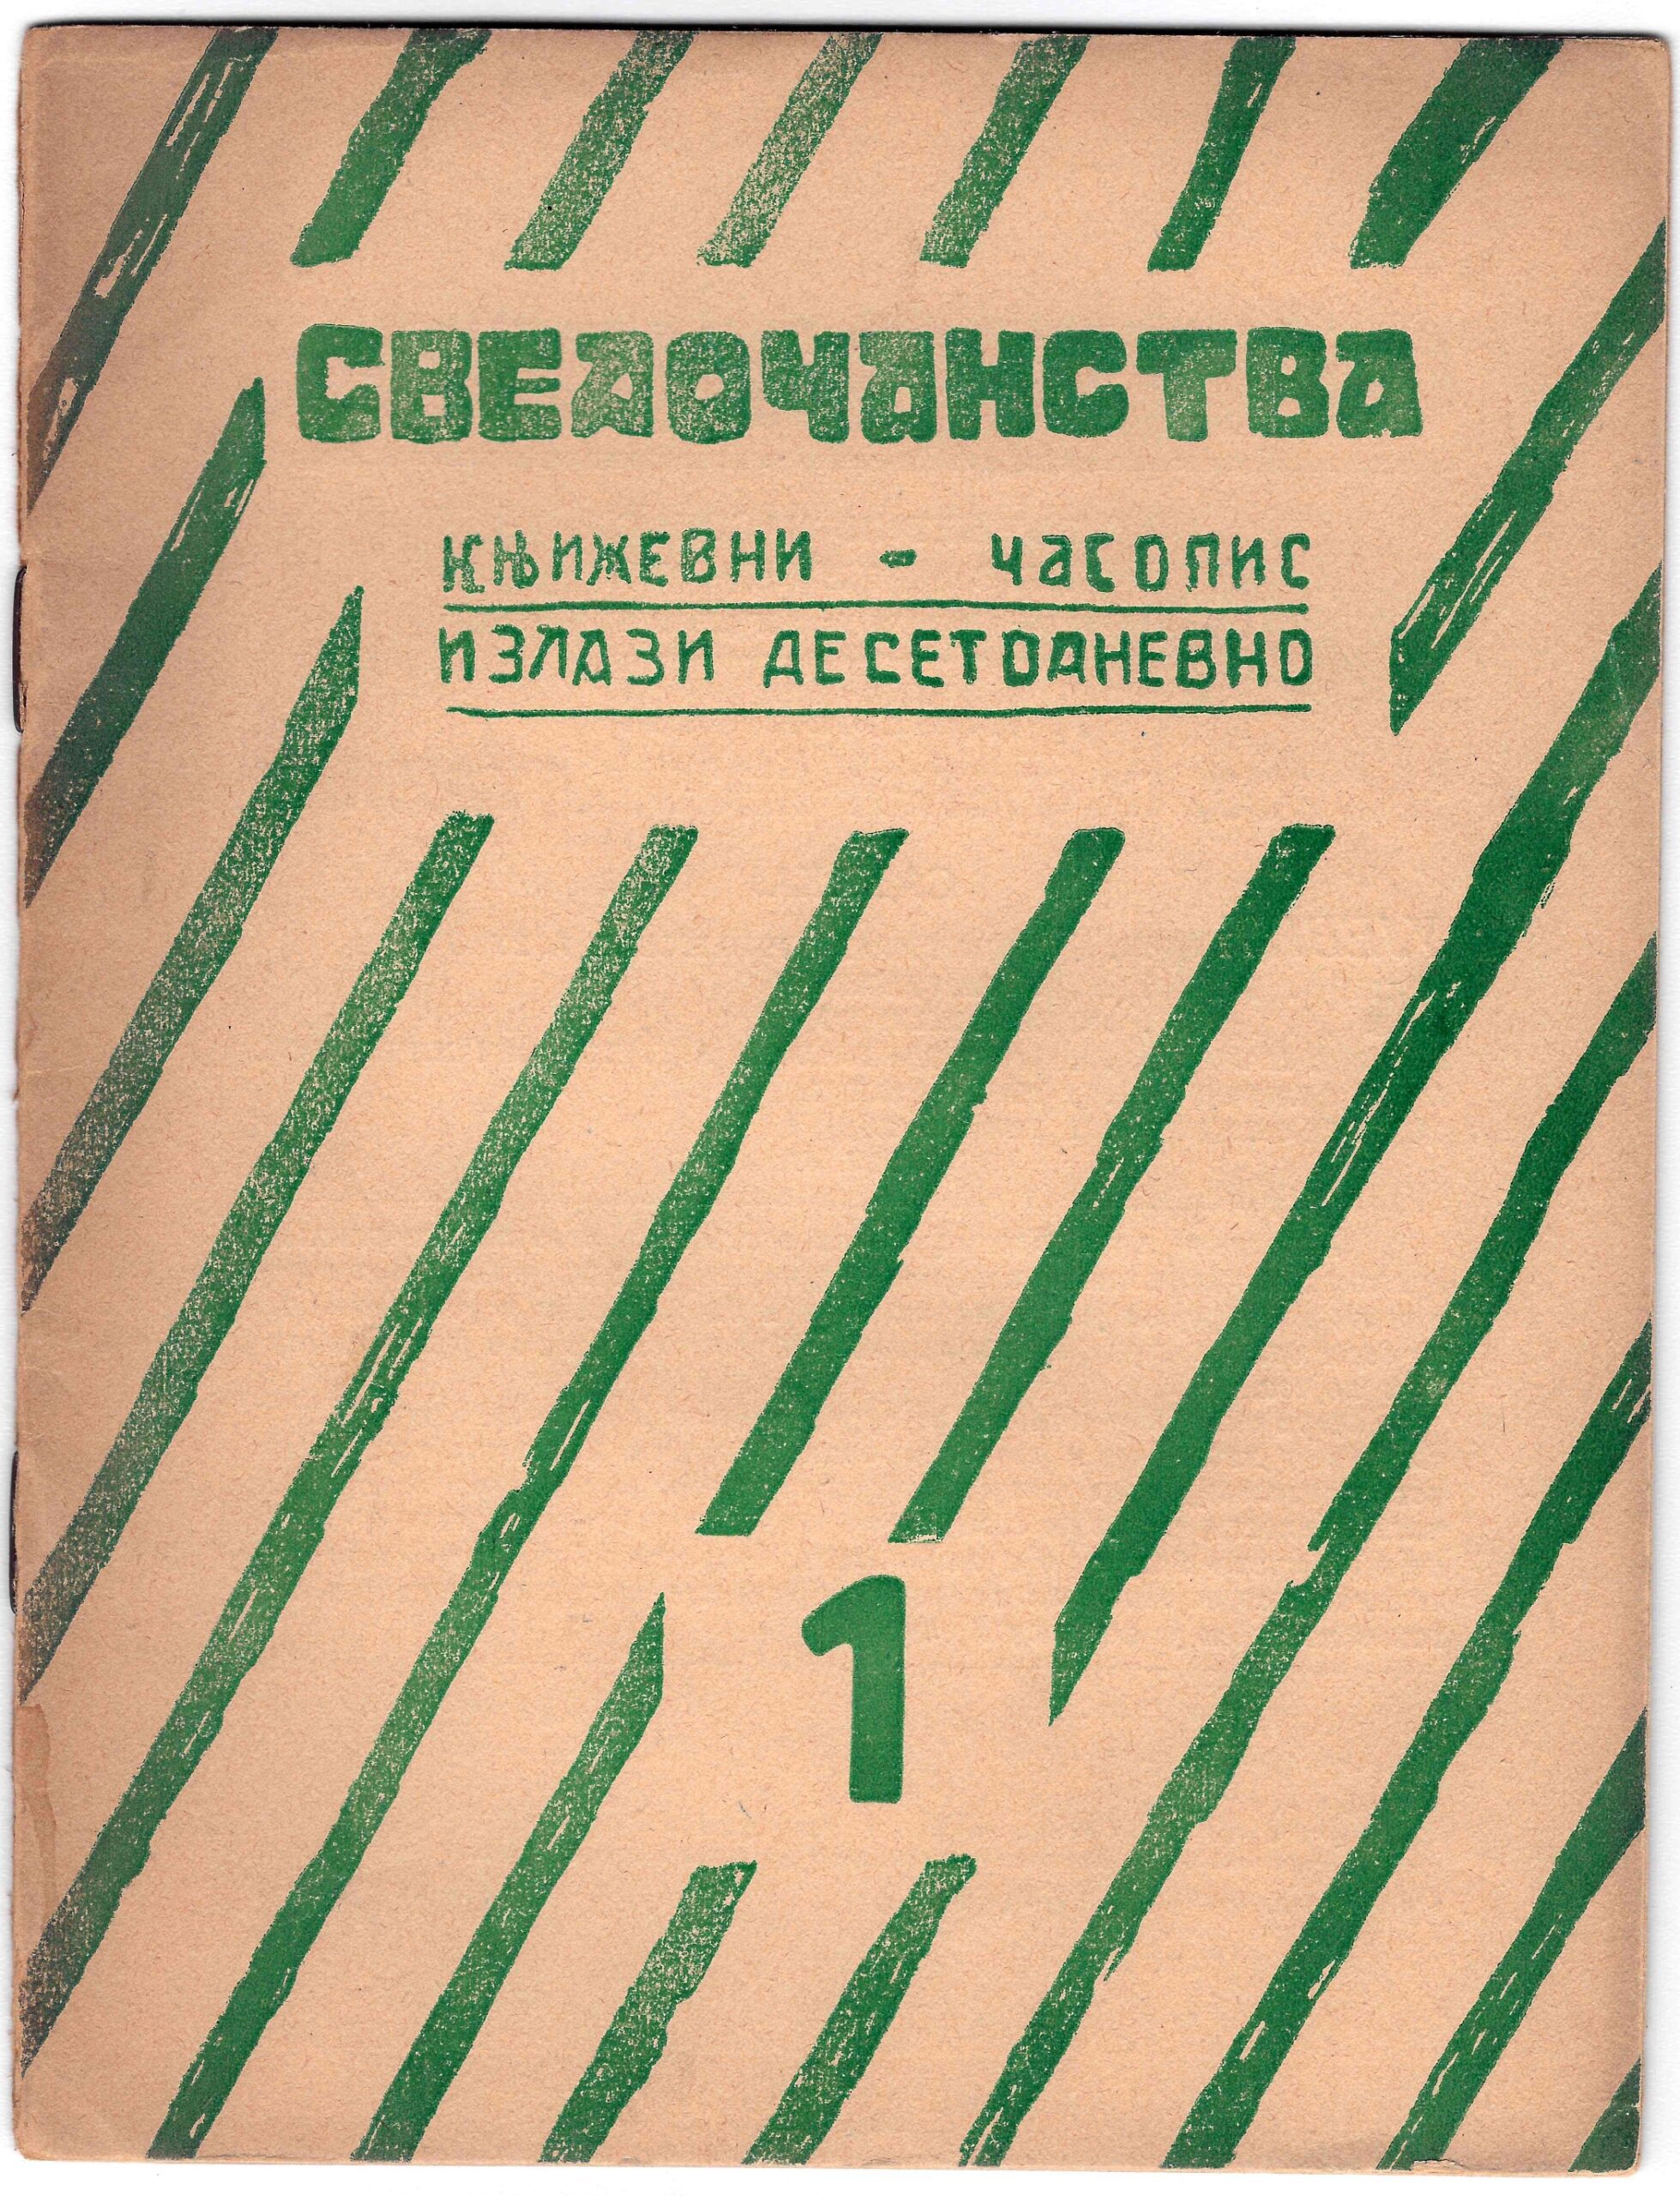 СВЕДОЧАНСТВА
КЊИЖЕВНИ - ЧАСОПИС
ИЗЛАЗИ ДЕСЕТОДНЕВНО
1